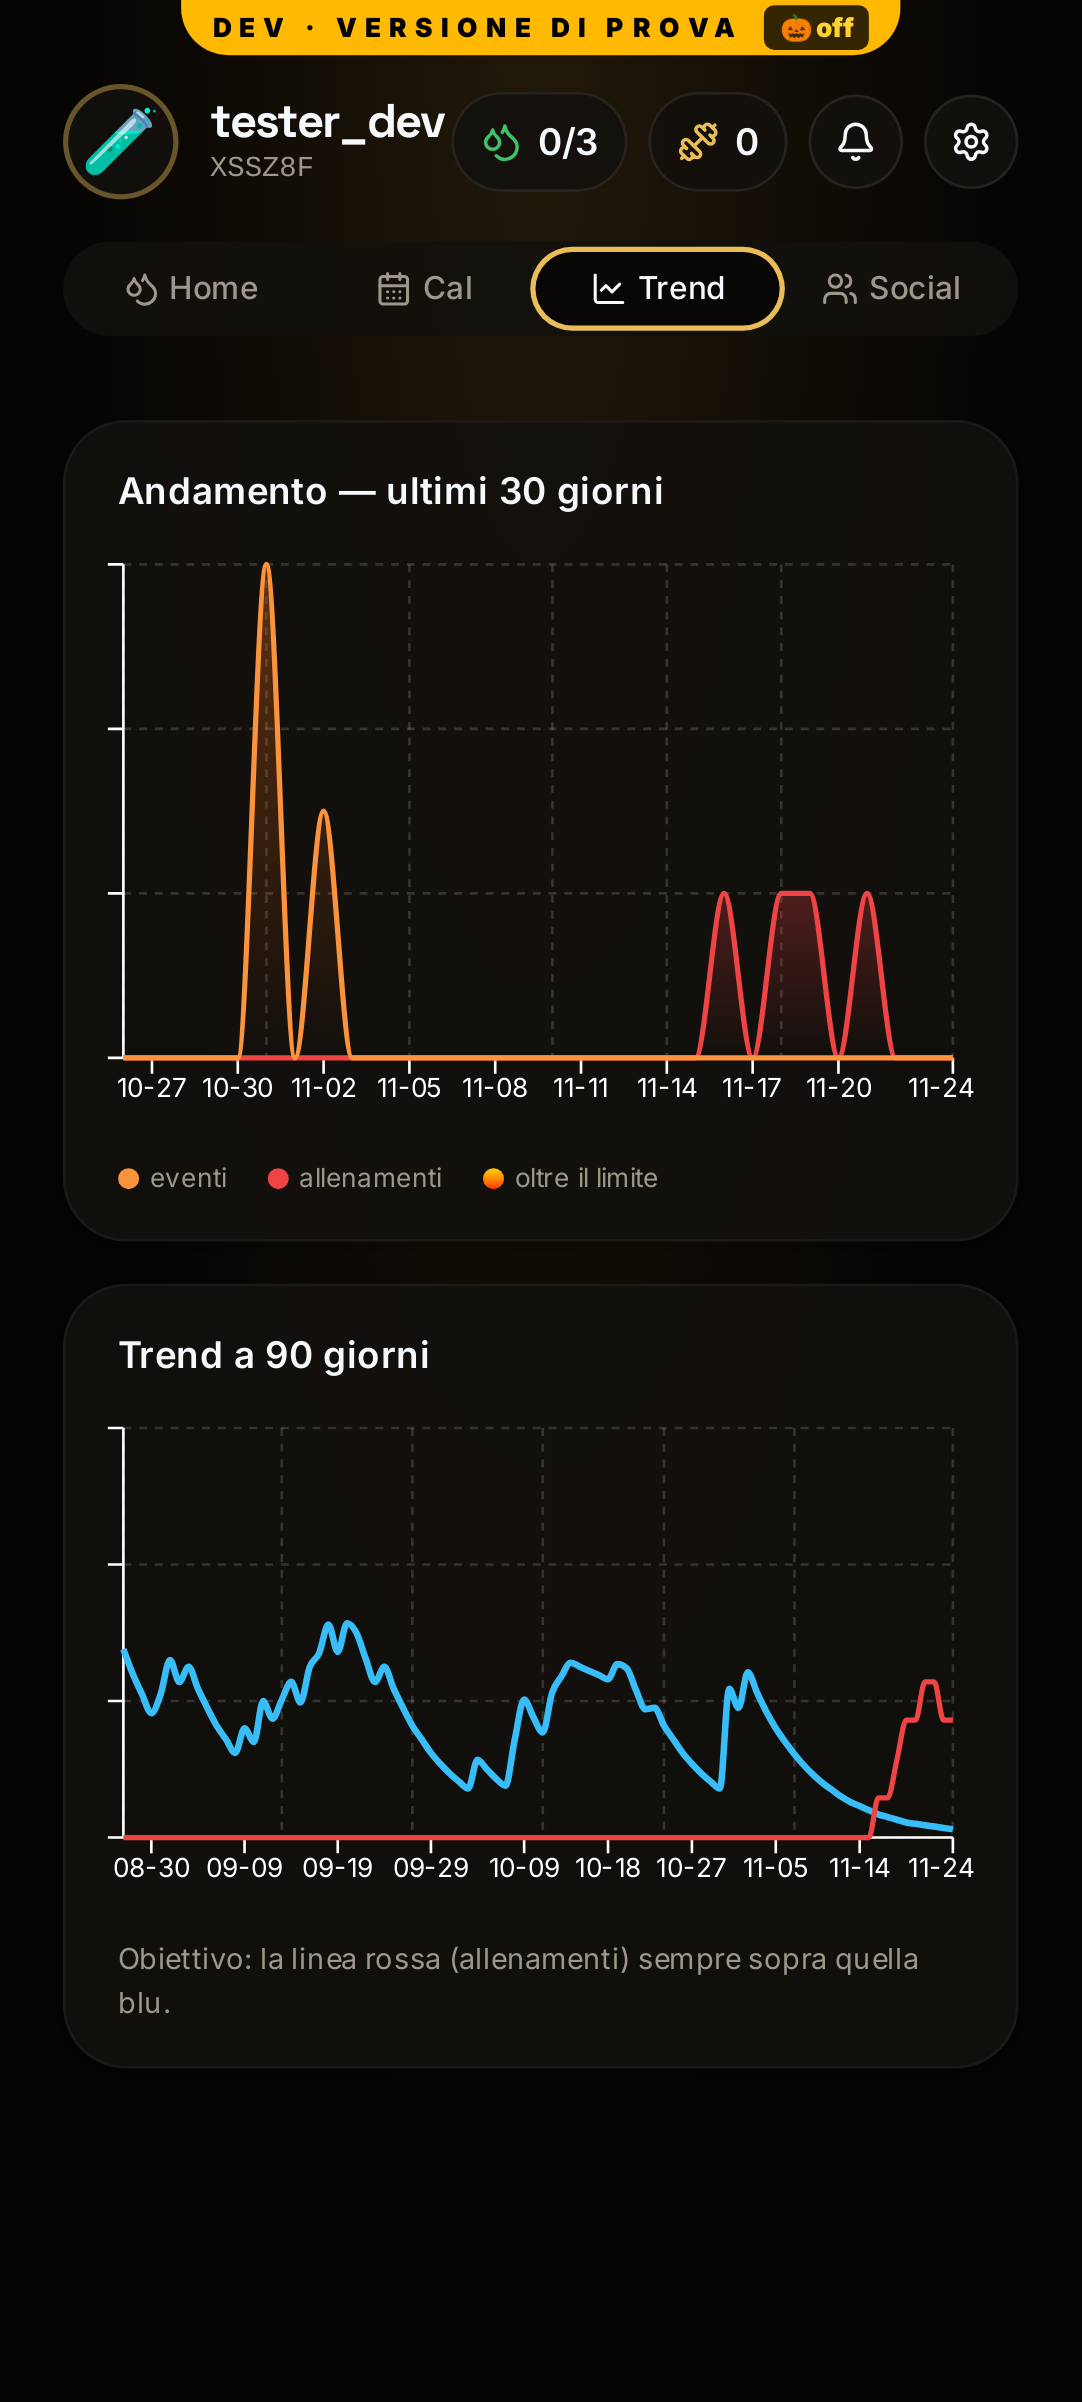 DEV · VERSIONE DI PROVA 🎃 off
tester_dev
XSSZ8F
0/3
0
Home Cal Trend Social
Andamento — ultimi 30 giorni
10-27 10-30 11-02 11-05 11-08 11-11 11-14 11-17 11-20 11-24
eventi allenamenti oltre il limite
Trend a 90 giorni
08-30 09-09 09-19 09-29 10-09 10-18 10-27 11-05 11-14 11-24
Obiettivo: la linea rossa (allenamenti) sempre sopra quella
blu.